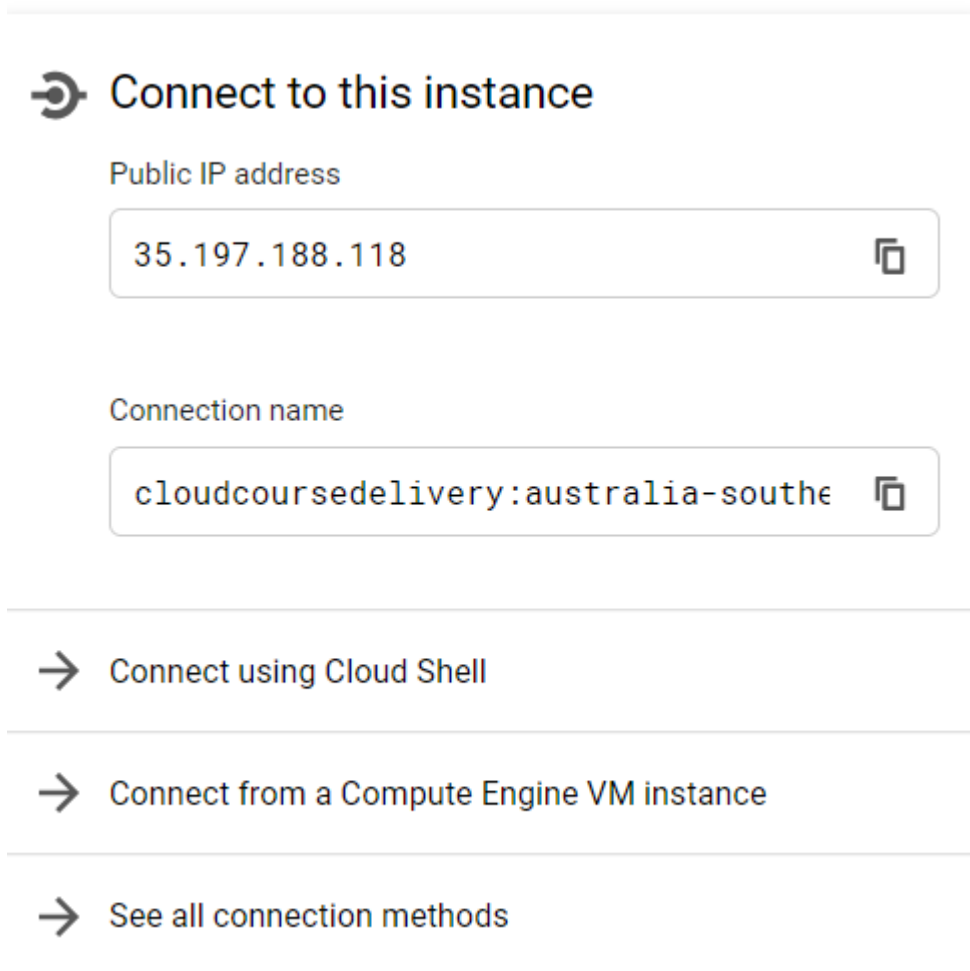 Connect to this instance
Public IP address
35.197.188.118
Connection name
cloudcoursedelivery:australia-southe
Connect using Cloud Shell
Connect from a Compute Engine VM instance
See all connection methods